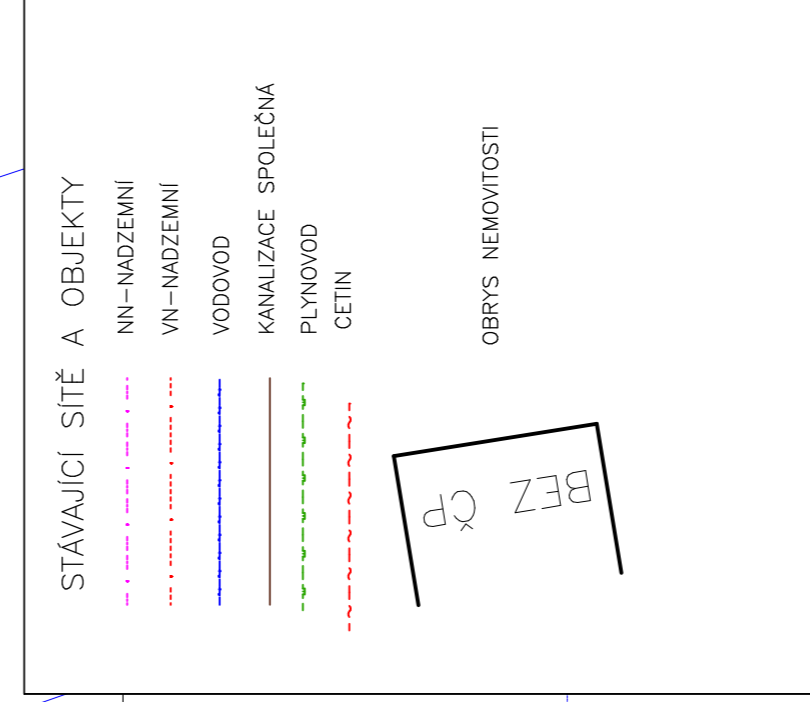 STÁVAJÍCÍ SÍTĚ A OBJEKTY
NN-NADZEMNÍ
VN-NADZEMNÍ
VODOVOD
KANALIZACE SPOLEČNÁ
PLYNOVOD
CETIN
OBRYS NEMOVITOSTI
BEZ ČP